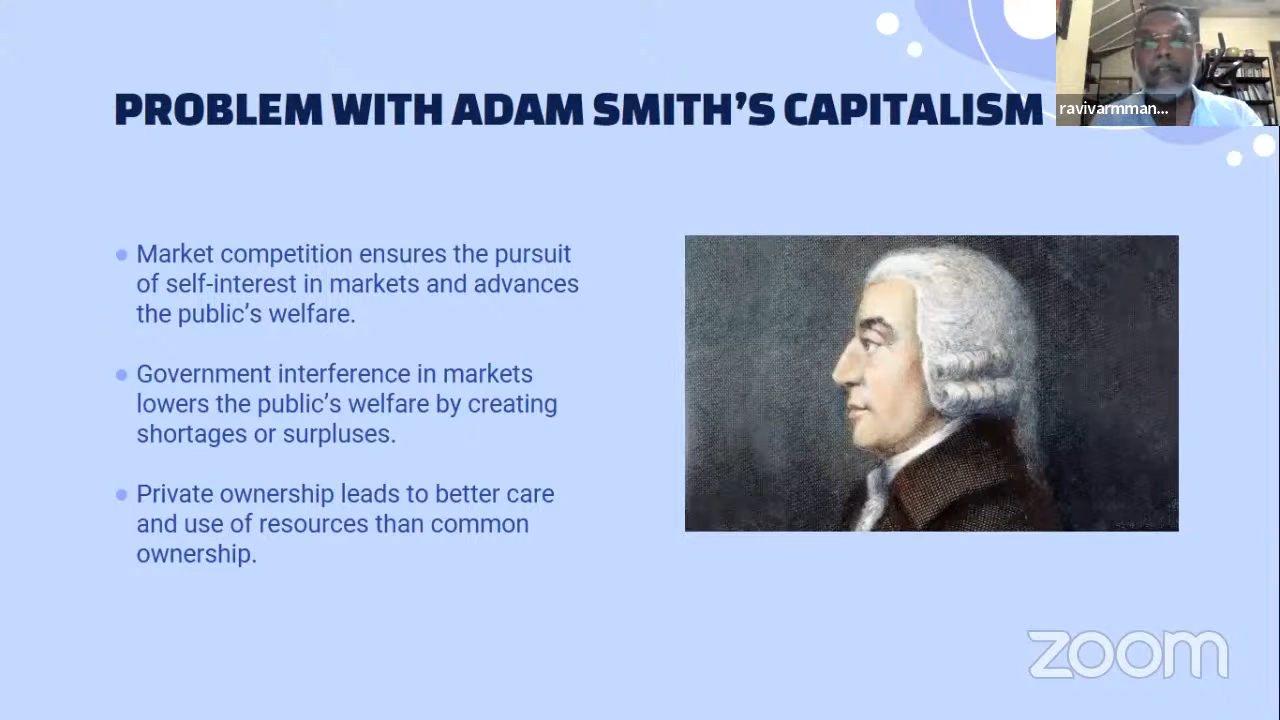 PROBLEM WITH ADAM SMITH’S CAPITALISM
ravivarmman...
Market competition ensures the pursuit
of self-interest in markets and advances
the public’s welfare.
Government interference in markets
lowers the public’s welfare by creating
shortages or surpluses.
Private ownership leads to better care
and use of resources than common
ownership.
zoom